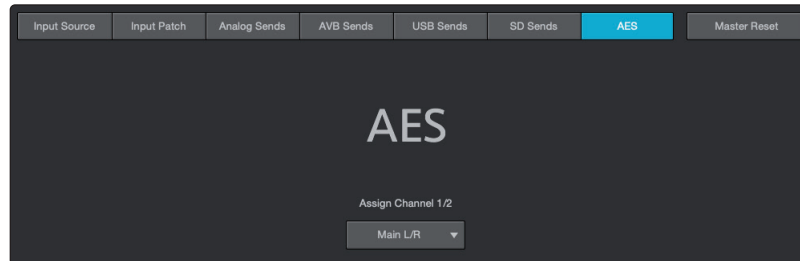 Input Source Input Patch Analog Sends AVB Sends USB Sends SD Sends AES Master Reset
AES
Assign Channel 1/2
Main L/R